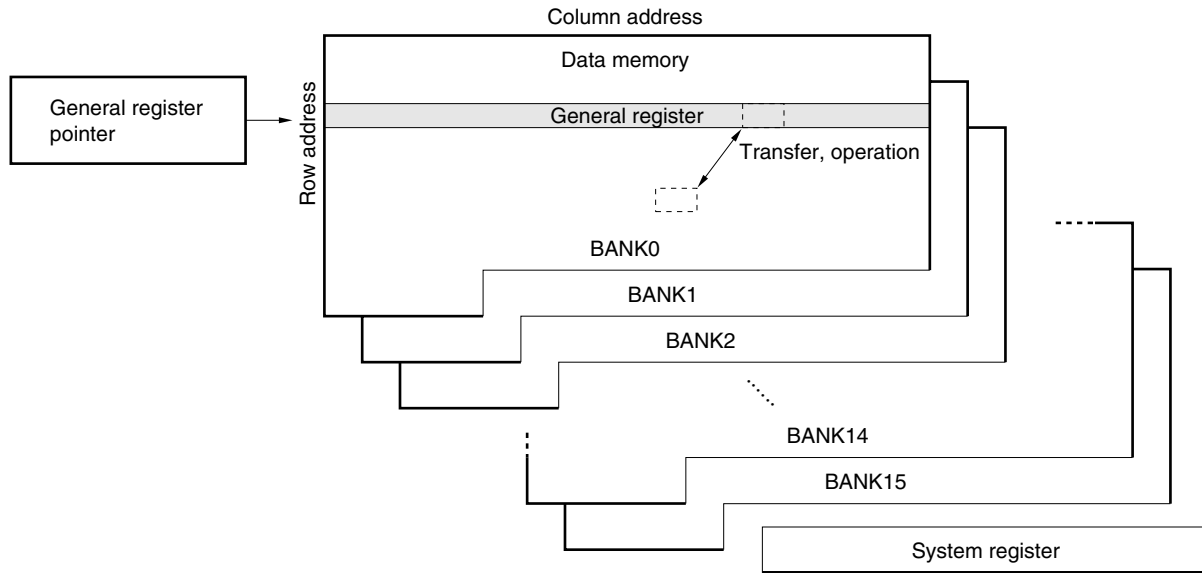 Column address
Data memory
General register
pointer
Row address
General register
Transfer, operation
BANK0
BANK1
BANK2
BANK14
BANK15
System register